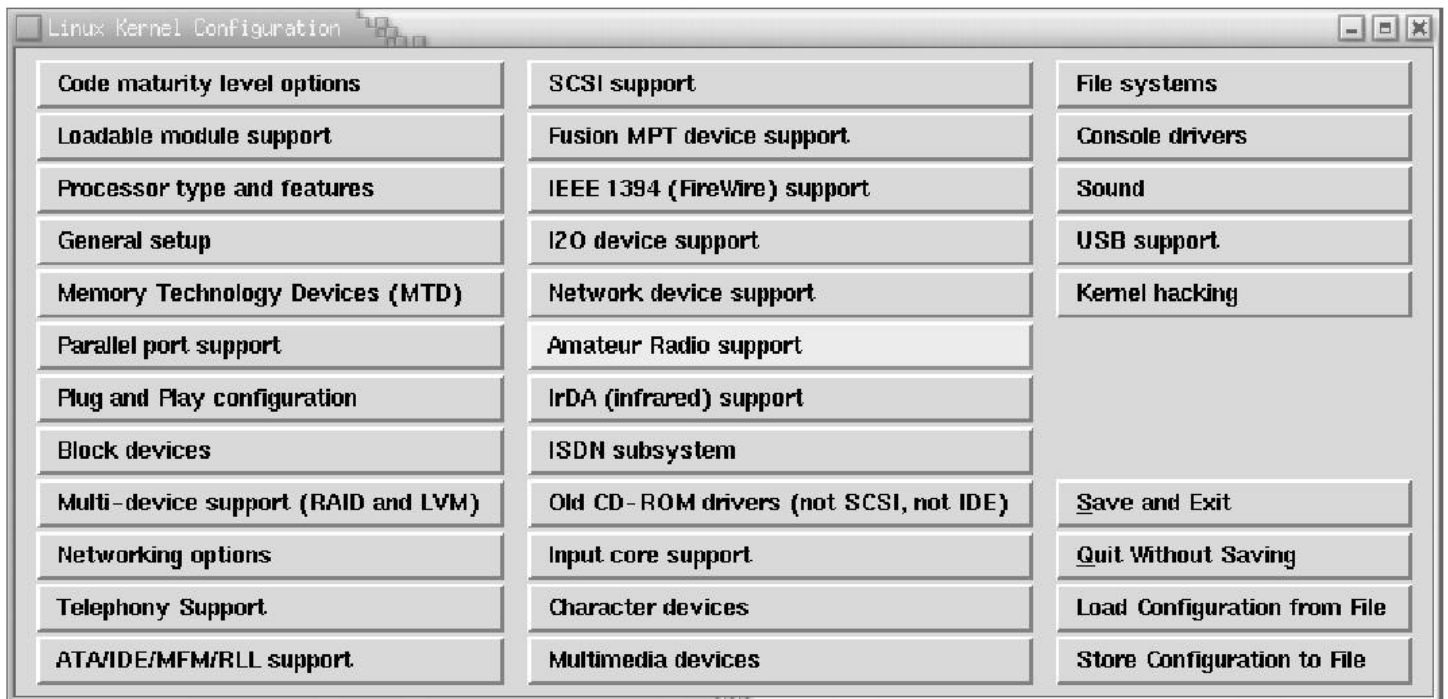 Linux Kernel Configuration
Code maturity level options
Loadable module support
Processor type and features
General setup
Memory Technology Devices (MTD)
Parallel port support
Plug and Play configuration
Block devices
Multi-device support (RAID and LVM)
Networking options
Telephony Support
ATA/IDE/MFM/RLL support
SCSI support
Fusion MPT device support
IEEE 1394 (FireWire) support
I2O device support
Network device support
Amateur Radio support
IrDA (infrared) support
ISDN subsystem
Old CD-ROM drivers (not SCSI, not IDE)
Input core support
Character devices
Multimedia devices
File systems
Console drivers
Sound
USB support
Kernel hacking
Save and Exit
Quit Without Saving
Load Configuration from File
Store Configuration to File